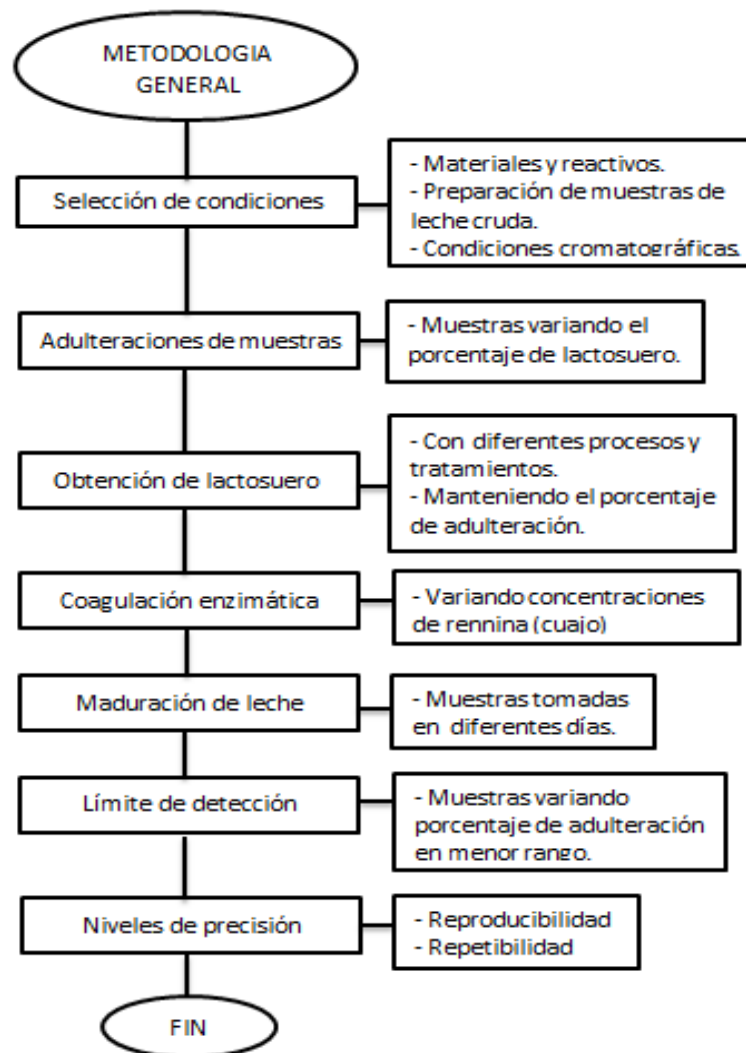 METODOLOGIA
GENERAL
Selección de condiciones
- Materiales y reactivos.
- Preparación de muestras de
leche cruda.
- Condiciones cromatográficas.
Adulteraciones de muestras
- Muestras variando el
porcentaje de lactosuero.
Obtención de lactosuero
- Con diferentes procesos y
tratamientos.
- Manteniendo el porcentaje
de adulteración.
Coagulación enzimática
- Variando concentraciones
de rennina (cuajo)
Maduración de leche
- Muestras tomadas
en diferentes días.
Límite de detección
- Muestras variando
porcentaje de adulteración
en menor rango.
Niveles de precisión
- Reproducibilidad
- Repetibilidad
FIN